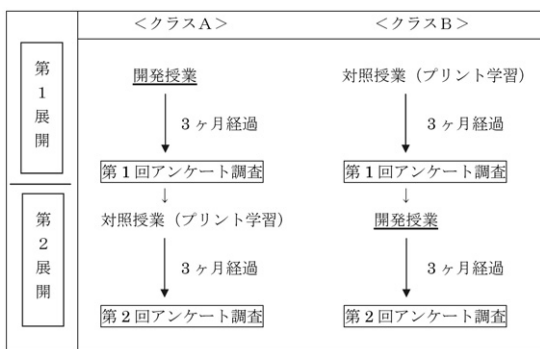 ＜クラスA＞ ＜クラスB＞
第1展開
開発授業 対照授業（プリント学習）
3ヶ月経過 3ヶ月経過
第1回アンケート調査 第1回アンケート調査
第2展開
対照授業（プリント学習） 開発授業
3ヶ月経過 3ヶ月経過
第2回アンケート調査 第2回アンケート調査